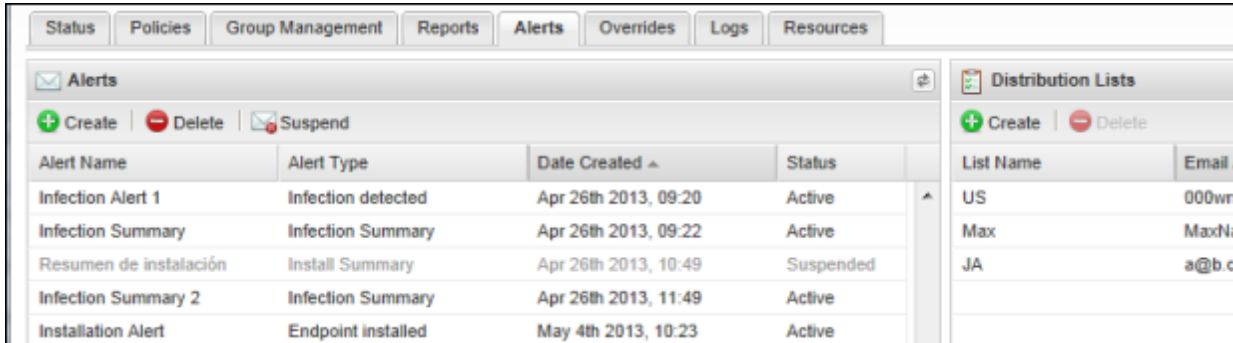 Status Policies Group Management Reports Alerts Overrides Logs Resources
Alerts
Create Delete Suspend
Alert Name Alert Type Date Created Status
Infection Alert 1 Infection detected Apr 26th 2013, 09:20 Active
Infection Summary Infection Summary Apr 26th 2013, 09:22 Active
Resumen de instalación Install Summary Apr 26th 2013, 10:49 Suspended
Infection Summary 2 Infection Summary Apr 26th 2013, 11:49 Active
Installation Alert Endpoint installed May 4th 2013, 10:23 Active
Distribution Lists
Create Delete
List Name Email
US
Max
JA